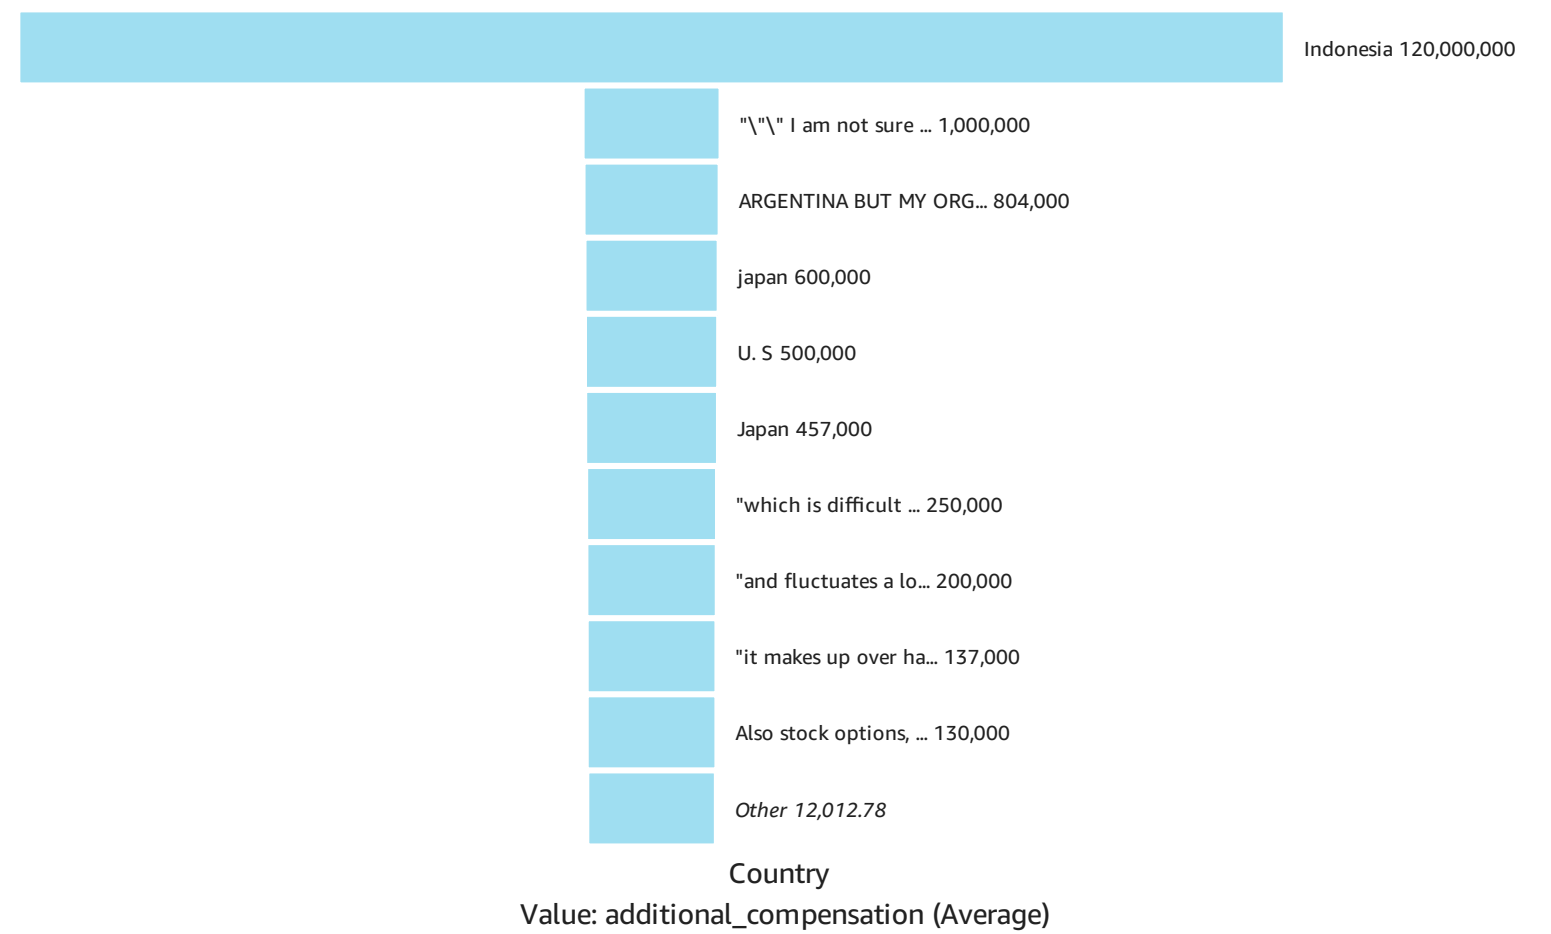 Indonesia 120,000,000
"\"\" I am not sure ... 1,000,000
ARGENTINA BUT MY ORG... 804,000
japan 600,000
U. S 500,000
Japan 457,000
"which is difficult ... 250,000
"and fluctuates a lo... 200,000
"it makes up over ha... 137,000
Also stock options, ... 130,000
Other 12,012.78
Country
Value: additional_compensation (Average)